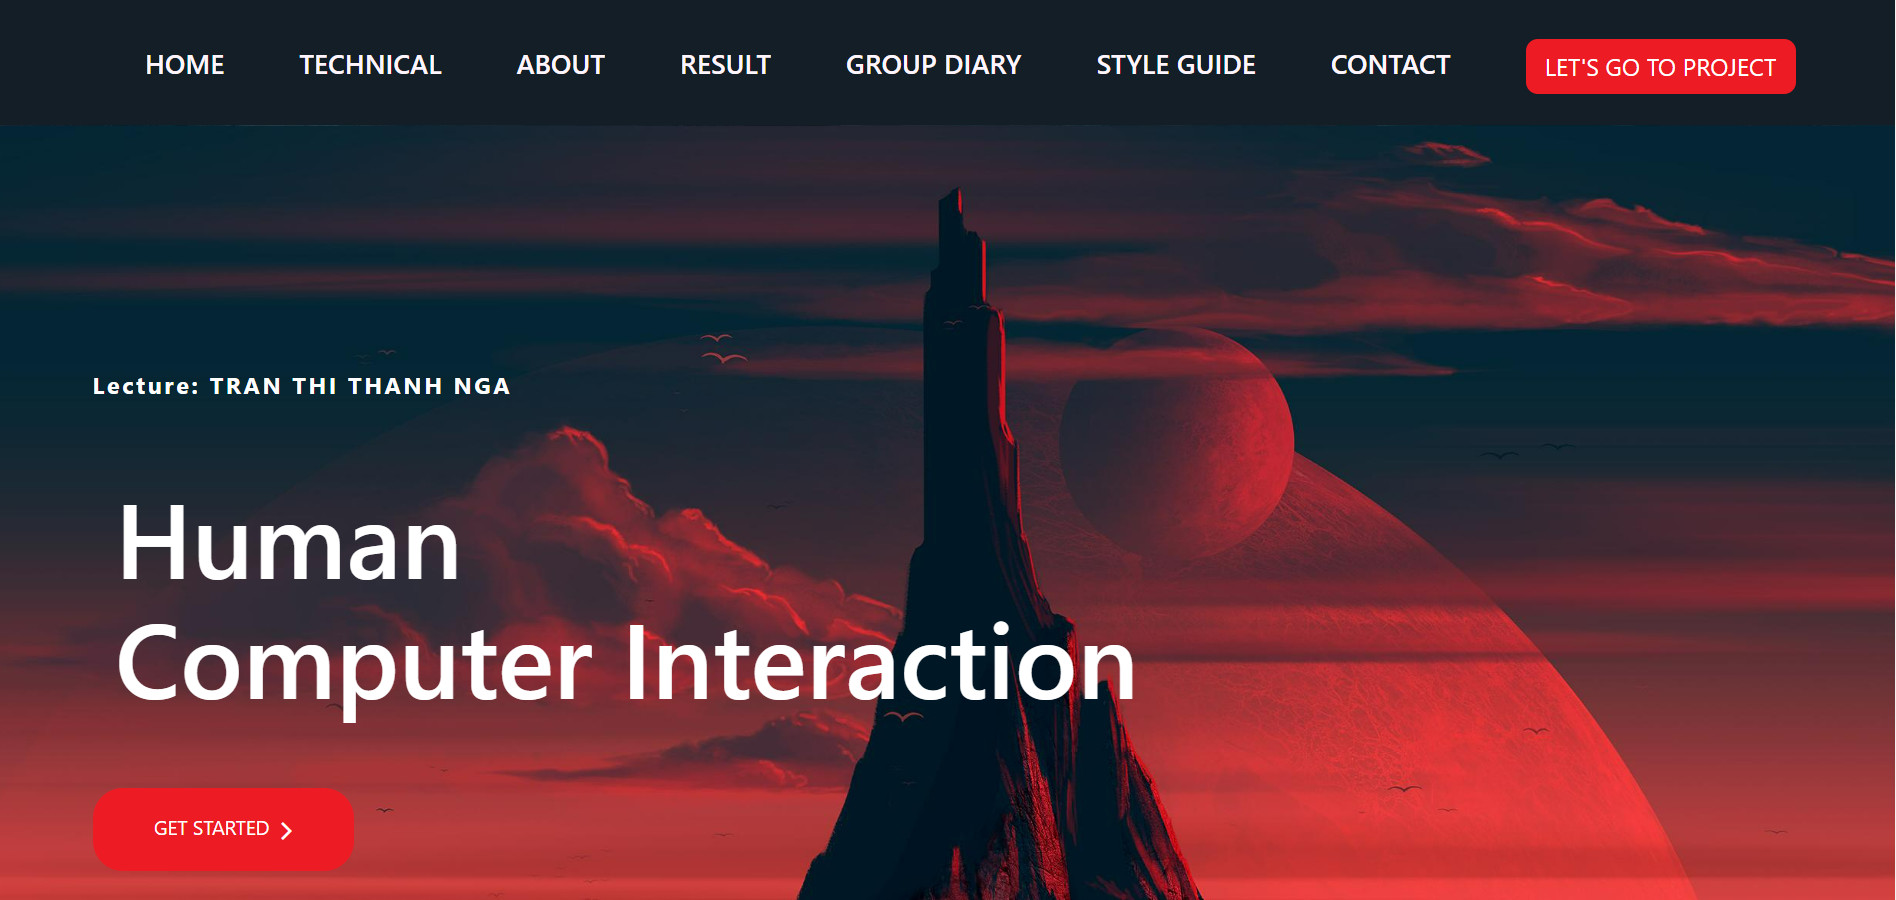 HOME TECHNICAL ABOUT RESULT GROUP DIARY STYLE GUIDE CONTACT LET'S GO TO PROJECT
Lecture: TRAN THI THANH NGA
Human
Computer Interaction
GET STARTED